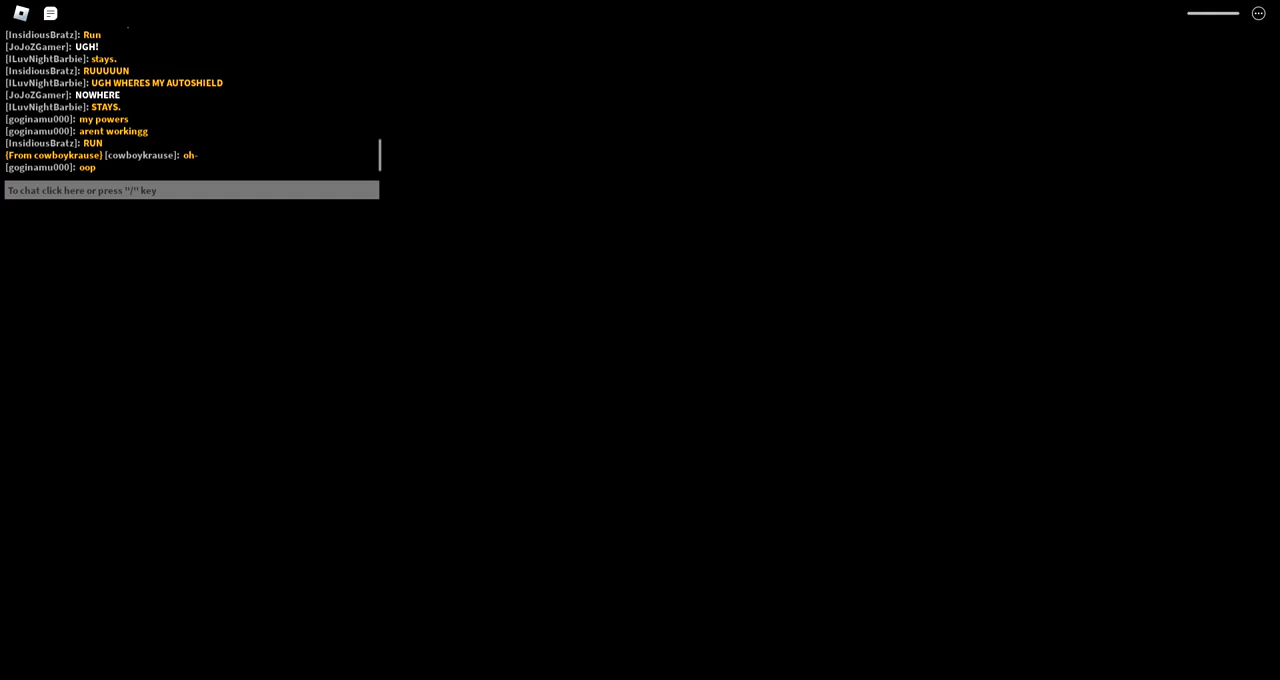 [InsidiousBratz]: Run
[JoJoZGamer]: UGH!
[ILuvNightBarbie]: stays.
[InsidiousBratz]: RUUUUUN
[ILuvNightBarbie]: UGH WHERES MY AUTOSHIELD
[JoJoZGamer]: NOWHERE
[ILuvNightBarbie]: STAYS.
[goginamu000]: my powers
[goginamu000]: arent workingg
[InsidiousBratz]: RUN
{From cowboykrause} [cowboykrause]: oh-
[goginamu000]: oop
To chat click here or press "/" key